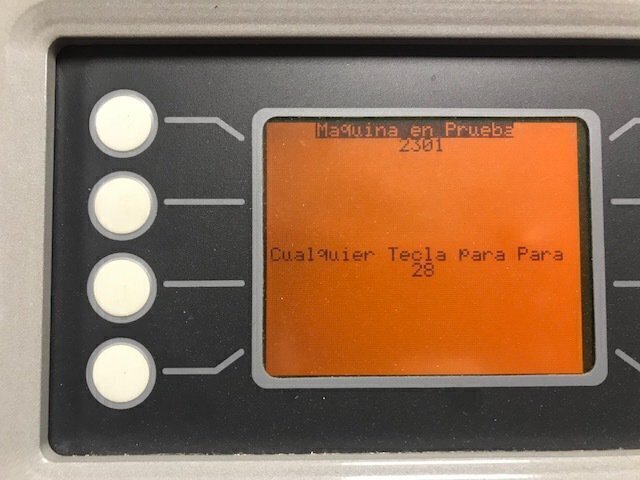 Maquina en Prueba
2301
Cualquier Tecla para Para
28